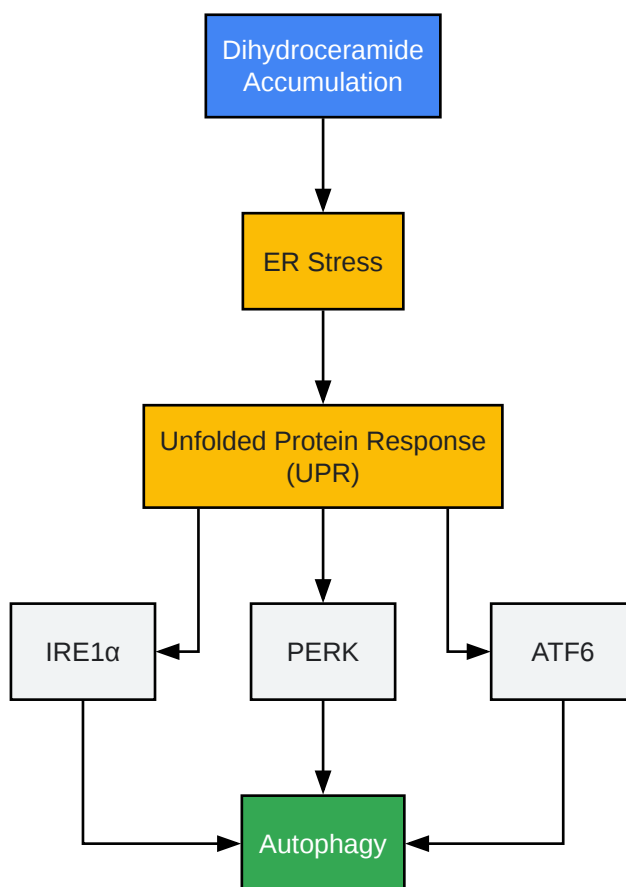 Dihydroceramide
Accumulation
ER Stress
Unfolded Protein Response
(UPR)
IRE1α
PERK
ATF6
Autophagy